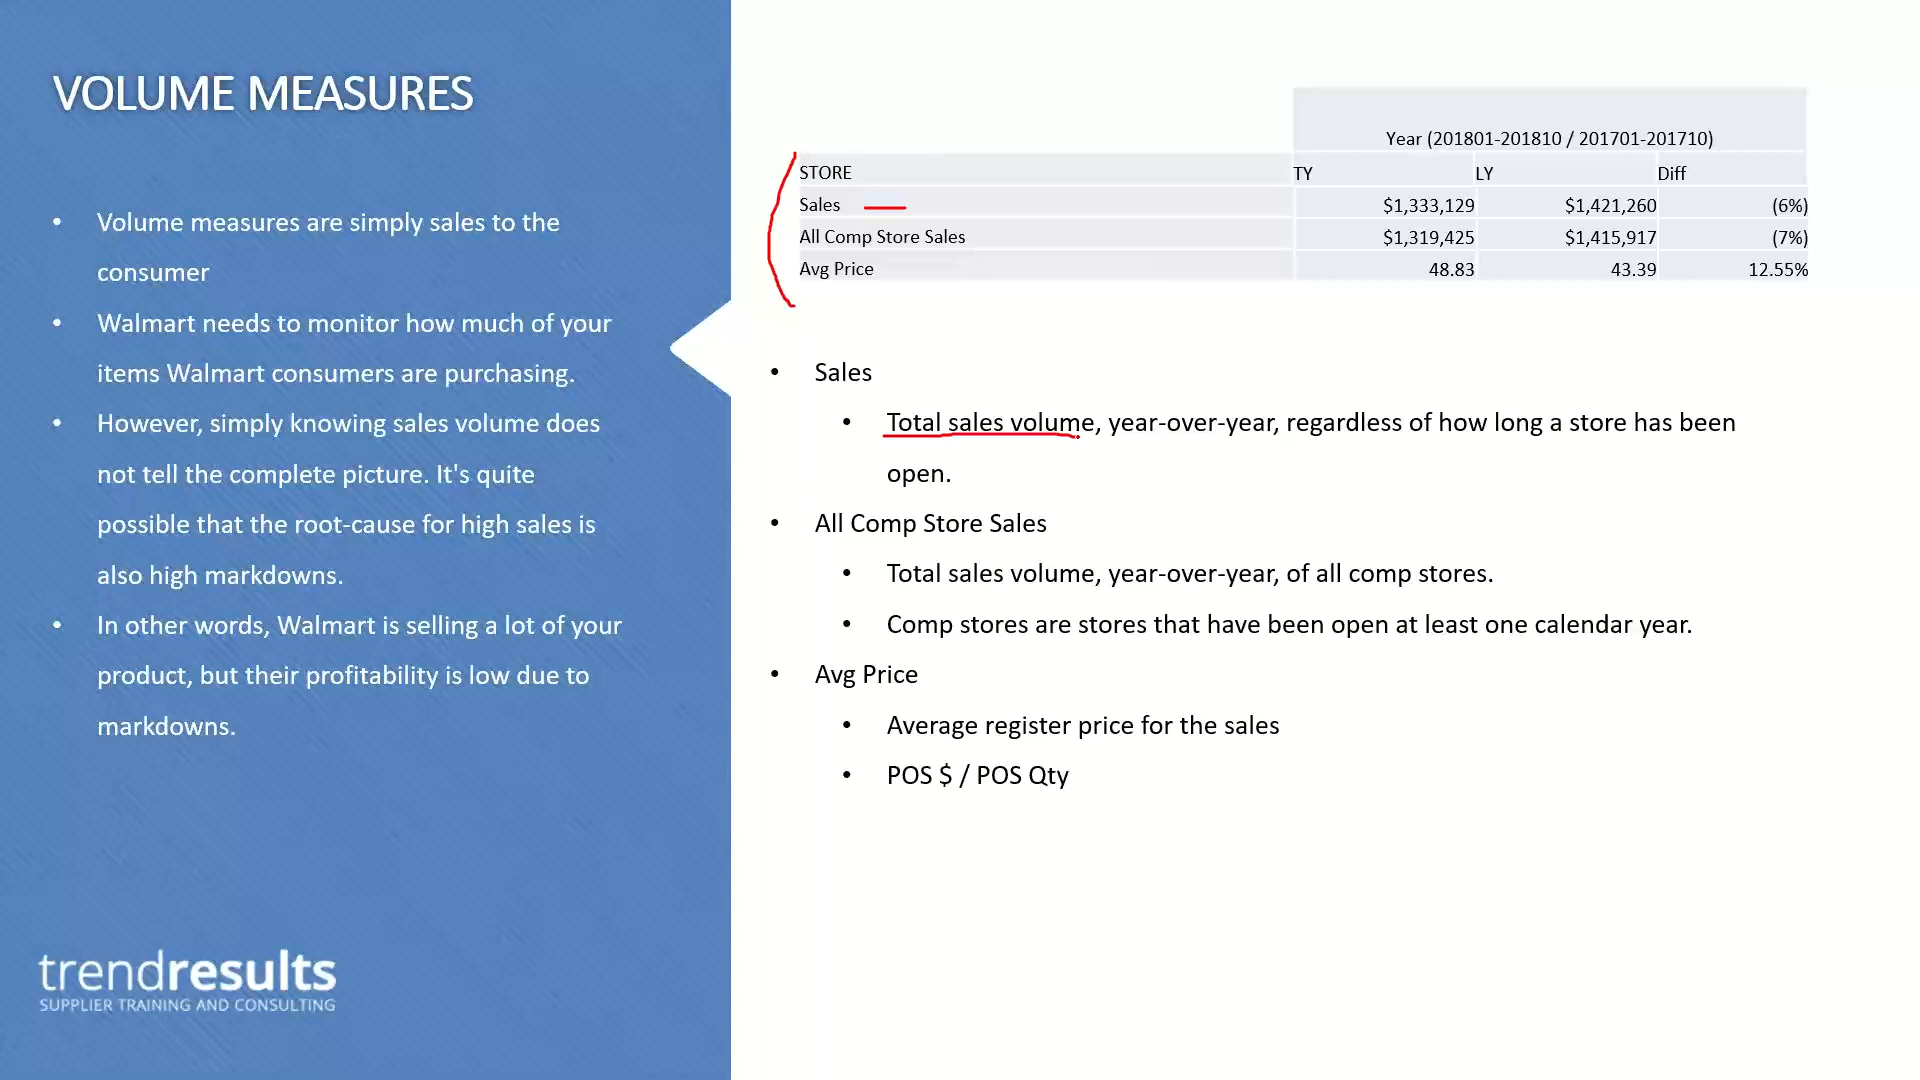 VOLUME MEASURES
• Volume measures are simply sales to the
consumer
• Walmart needs to monitor how much of your
items Walmart consumers are purchasing.
• However, simply knowing sales volume does
not tell the complete picture. It's quite
possible that the root-cause for high sales is
also high markdowns.
• In other words, Walmart is selling a lot of your
product, but their profitability is low due to
markdowns.
trendresults
SUPPLIER TRAINING AND CONSULTING
Year (201801-201810 / 201701-201710)
STORE TY LY Diff
Sales $1,333,129 $1,421,260 (6%)
All Comp Store Sales $1,319,425 $1,415,917 (7%)
Avg Price 48.83 43.39 12.55%
• Sales
• Total sales volume, year-over-year, regardless of how long a store has been
open.
• All Comp Store Sales
• Total sales volume, year-over-year, of all comp stores.
• Comp stores are stores that have been open at least one calendar year.
• Avg Price
• Average register price for the sales
• POS $ / POS Qty